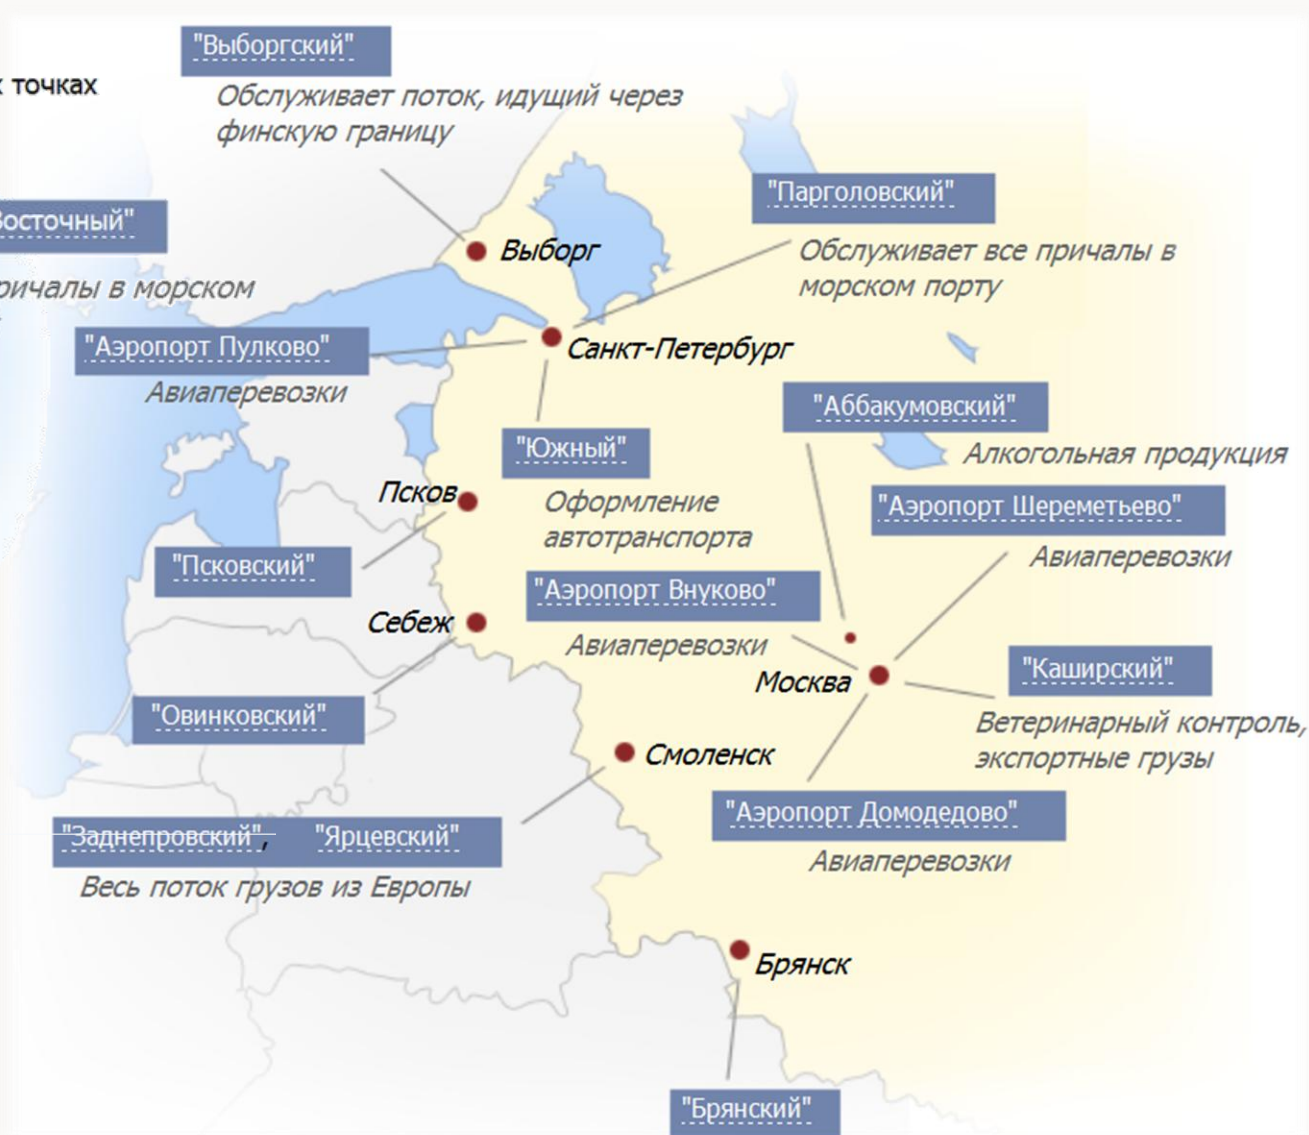 "Выборгский"
точках
Обслуживает поток, идущий через
финскую границу
"Парголовский"
Восточный"
Выборг
Обслуживает все причалы в
морском порту
причалы в морском
"Аэропорт Пулково"
Санкт-Петербург
Авиаперевозки
"Аббакумовский"
"Южный"
Алкогольная продукция
Псков
Оформление
автотранспорта
"Аэропорт Шереметьево"
Авиаперевозки
"Псковский"
"Аэропорт Внуково"
Себеж
Авиаперевозки
Москва
"Каширский"
"Овинковский"
Ветеринарный контроль,
экспортные грузы
Смоленск
"Аэропорт Домодедово"
"Заднепровский", "Ярцевский"
Авиаперевозки
Весь поток грузов из Европы
Брянск
"Брянский"